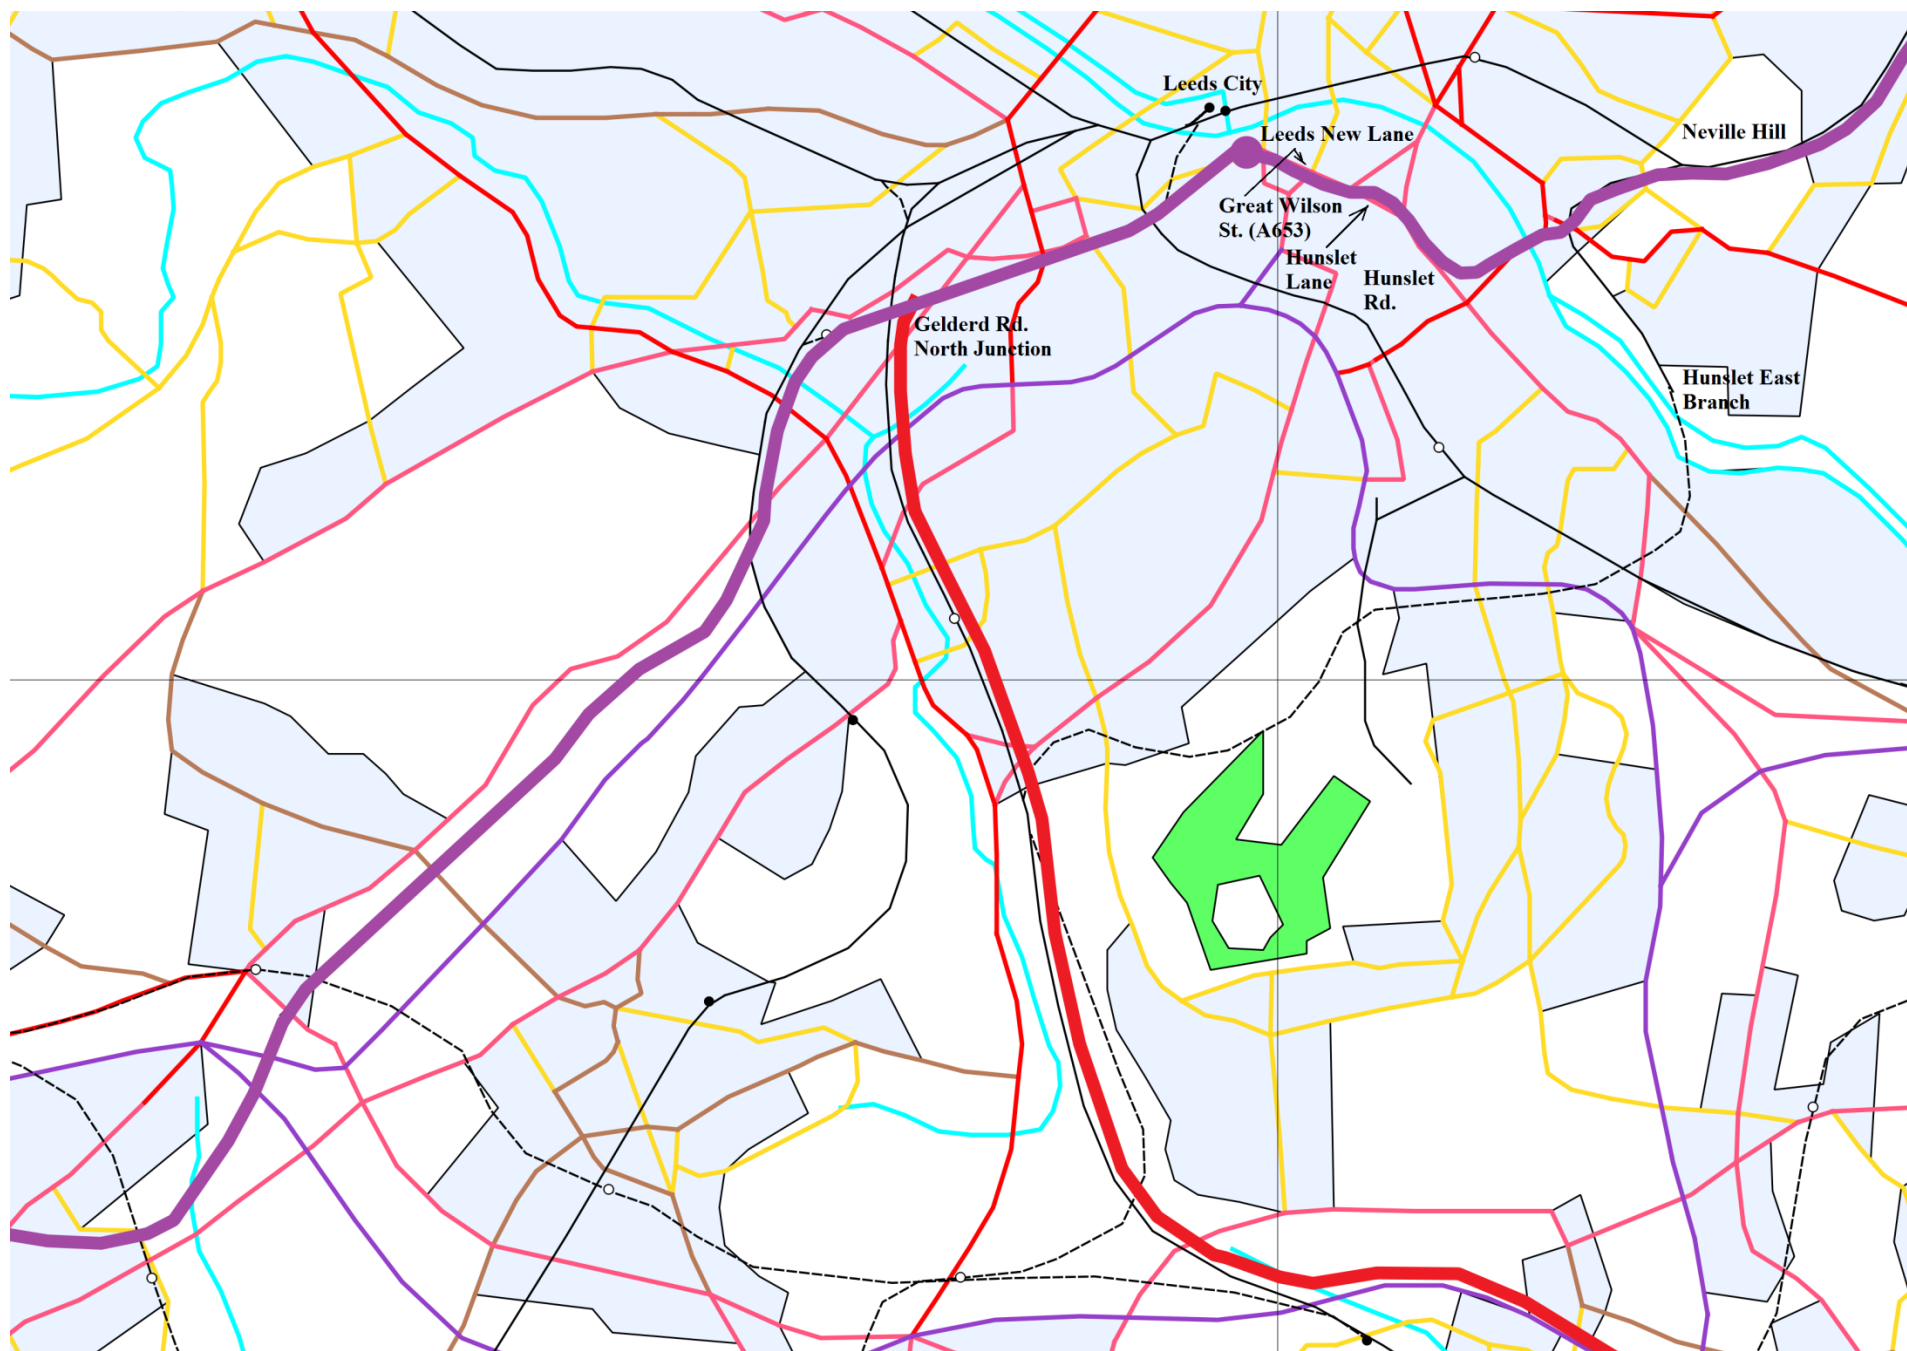 Leeds City
Leeds New Lane
Neville Hill
Great Wilson
St. (A653)
Hunslet
Lane
Hunslet
Rd.
Gelderd Rd.
North Junction
Hunslet East
Branch